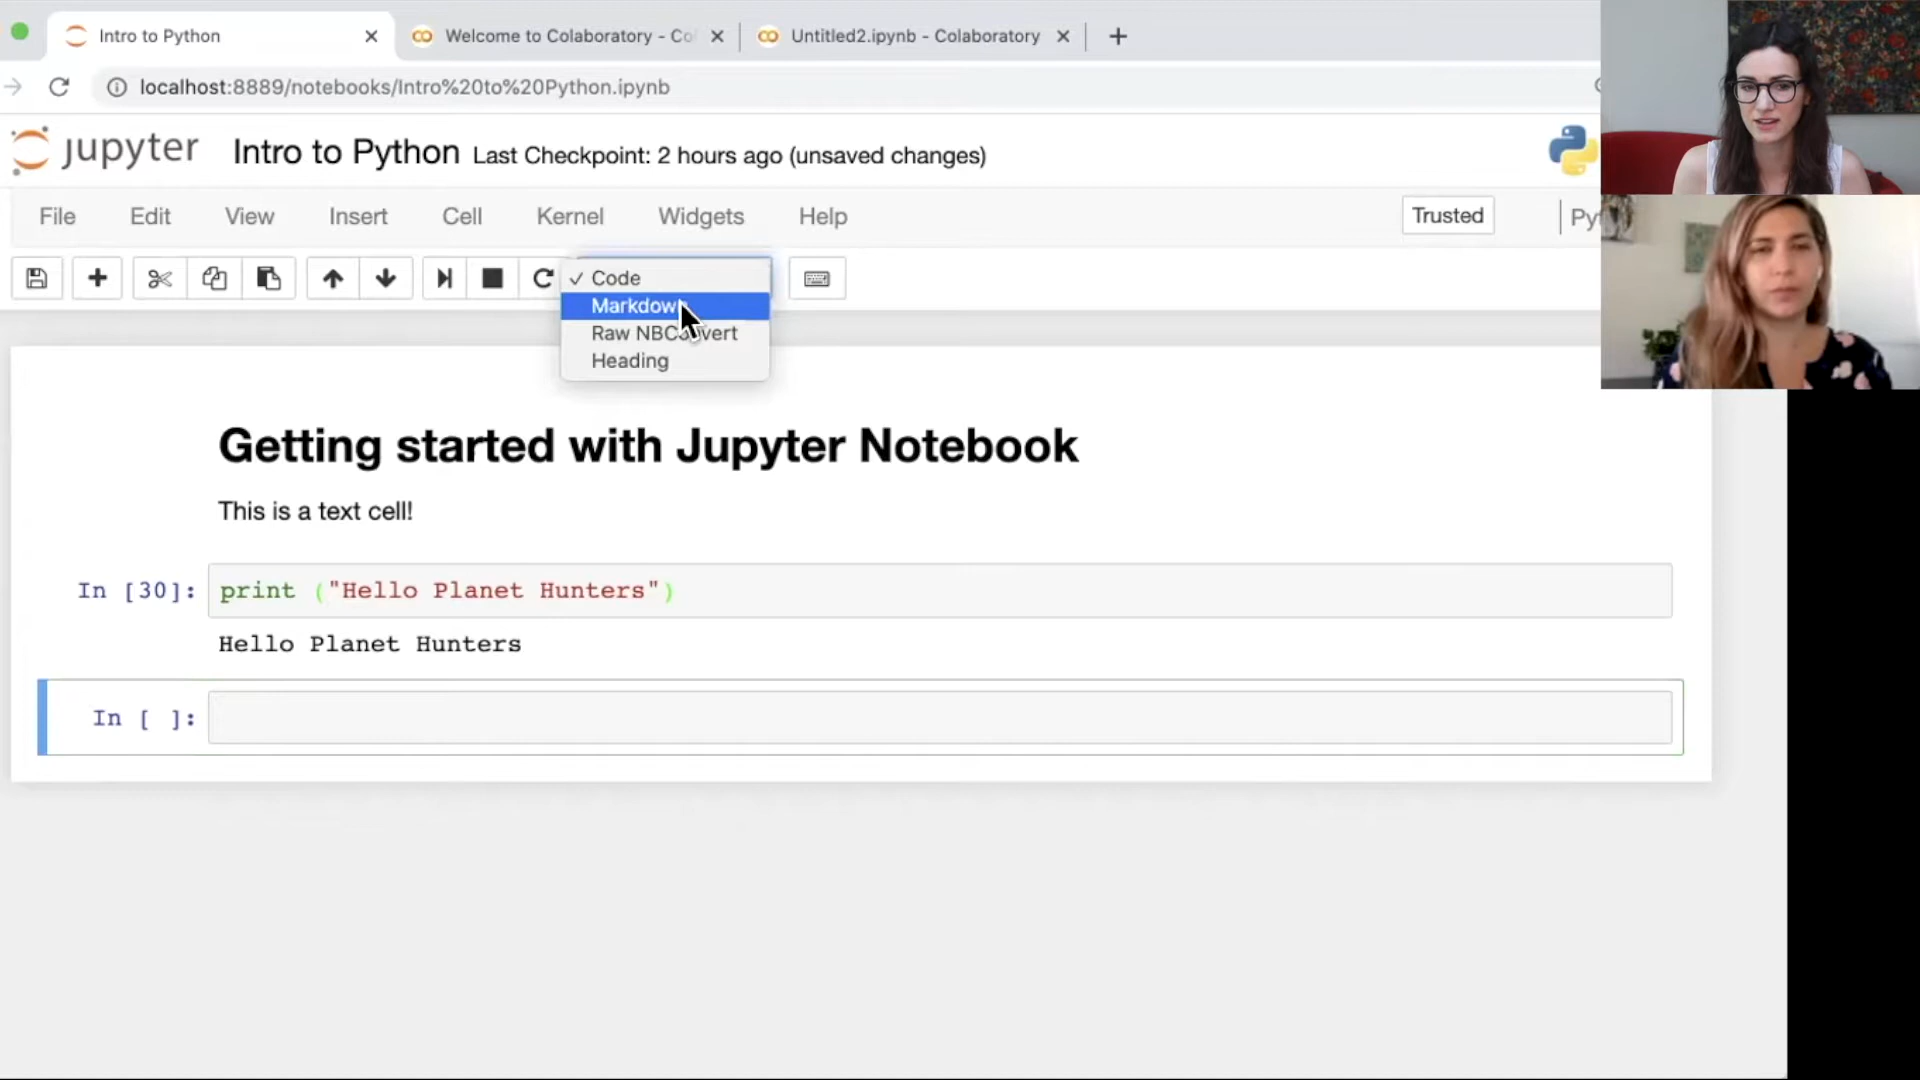 Intro to Python
Welcome to Colaboratory - Co
Untitled2.ipynb - Colaboratory
localhost:8889/notebooks/Intro%20to%20Python.ipynb
jupyter Intro to Python Last Checkpoint: 2 hours ago (unsaved changes)
File Edit View Insert Cell Kernel Widgets Help Trusted Pyt
Code
Markdown
Raw NBConvert
Heading
Getting started with Jupyter Notebook
This is a text cell!
In [30]: print ("Hello Planet Hunters")
Hello Planet Hunters
In [ ]: